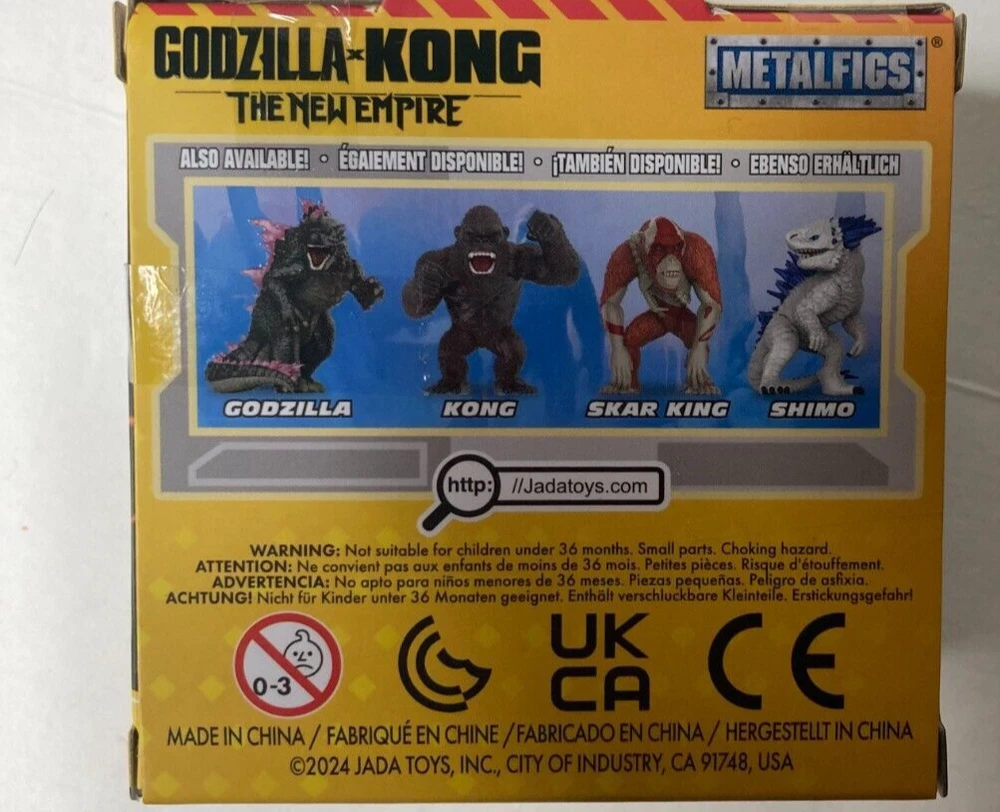 GODZILLA x KONG
THE NEW EMPIRE
METALFIGS®
ALSO AVAILABLE! • ÉGAIEMENT DISPONIBLE! • ¡TAMBIÉN DISPONIBLE! • EBENSO ERHÄLTLICH
GODZILLA KONG SKAR KING SHIMO
http: //Jadatoys.com
WARNING: Not suitable for children under 36 months. Small parts. Choking hazard.
ATTENTION: Ne convient pas aux enfants de moins de 36 mois. Petites pièces. Risque d'étouffement.
ADVERTENCIA: No apto para niños menores de 36 meses. Piezas pequeñas. Peligro de asfixia.
ACHTUNG! Nicht für Kinder unter 36 Monaten geeignet. Enthält verschluckbare Kleinteile. Erstickungsgefahr!
0-3
UK
CA
CE
MADE IN CHINA / FABRIQUÉ EN CHINE / FABRICADO EN CHINA / HERGESTELLT IN CHINA
©2024 JADA TOYS, INC., CITY OF INDUSTRY, CA 91748, USA